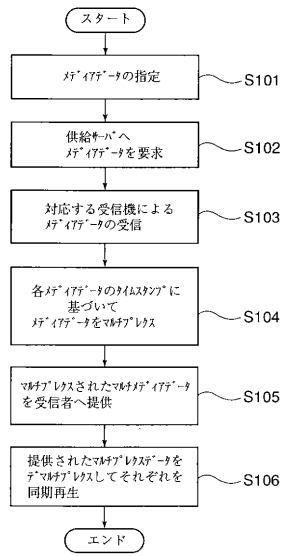 スタート
ﾒﾃﾞｨｱﾃﾞｰﾀの指定
S101
供給ｻｰﾊﾞへ
ﾒﾃﾞｨｱﾃﾞｰﾀを要求
S102
対応する受信機による
ﾒﾃﾞｨｱﾃﾞｰﾀの受信
S103
各ﾒﾃﾞｨｱﾃﾞｰﾀのﾀｲﾑｽﾀﾝﾌﾟに
基づいて
ﾒﾃﾞｨｱﾃﾞｰﾀをﾏﾙﾁﾌﾟﾚｸｽ
S104
ﾏﾙﾁﾌﾟﾚｸｽされたﾏﾙﾁﾒﾃﾞｨｱﾃﾞｰﾀ
を受信者へ提供
S105
提供されたﾏﾙﾁﾌﾟﾚｸｽﾃﾞｰﾀを
ﾃﾞﾏﾙﾁﾌﾟﾚｸｽしてそれぞれを
同期再生
S106
エンド